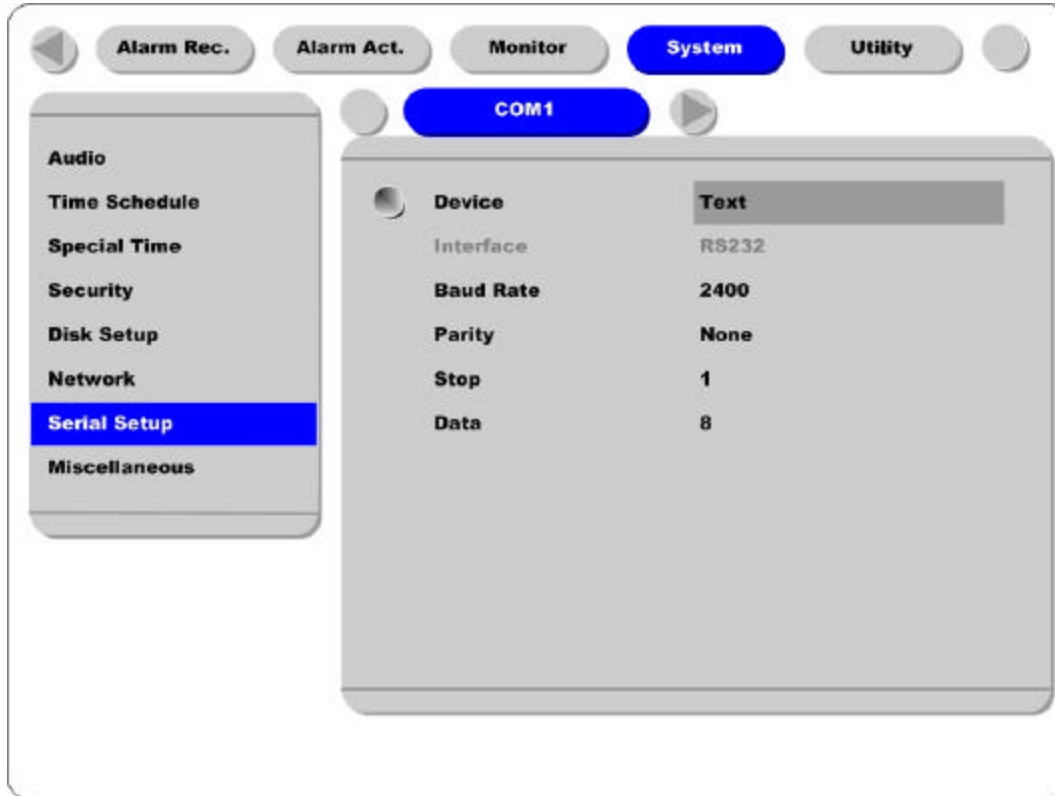 Alarm Rec. Alarm Act. Monitor System Utility
COM1
Audio
Time Schedule
Special Time
Security
Disk Setup
Network
Serial Setup
Miscellaneous
Device Text
Interface RS232
Baud Rate 2400
Parity None
Stop 1
Data 8